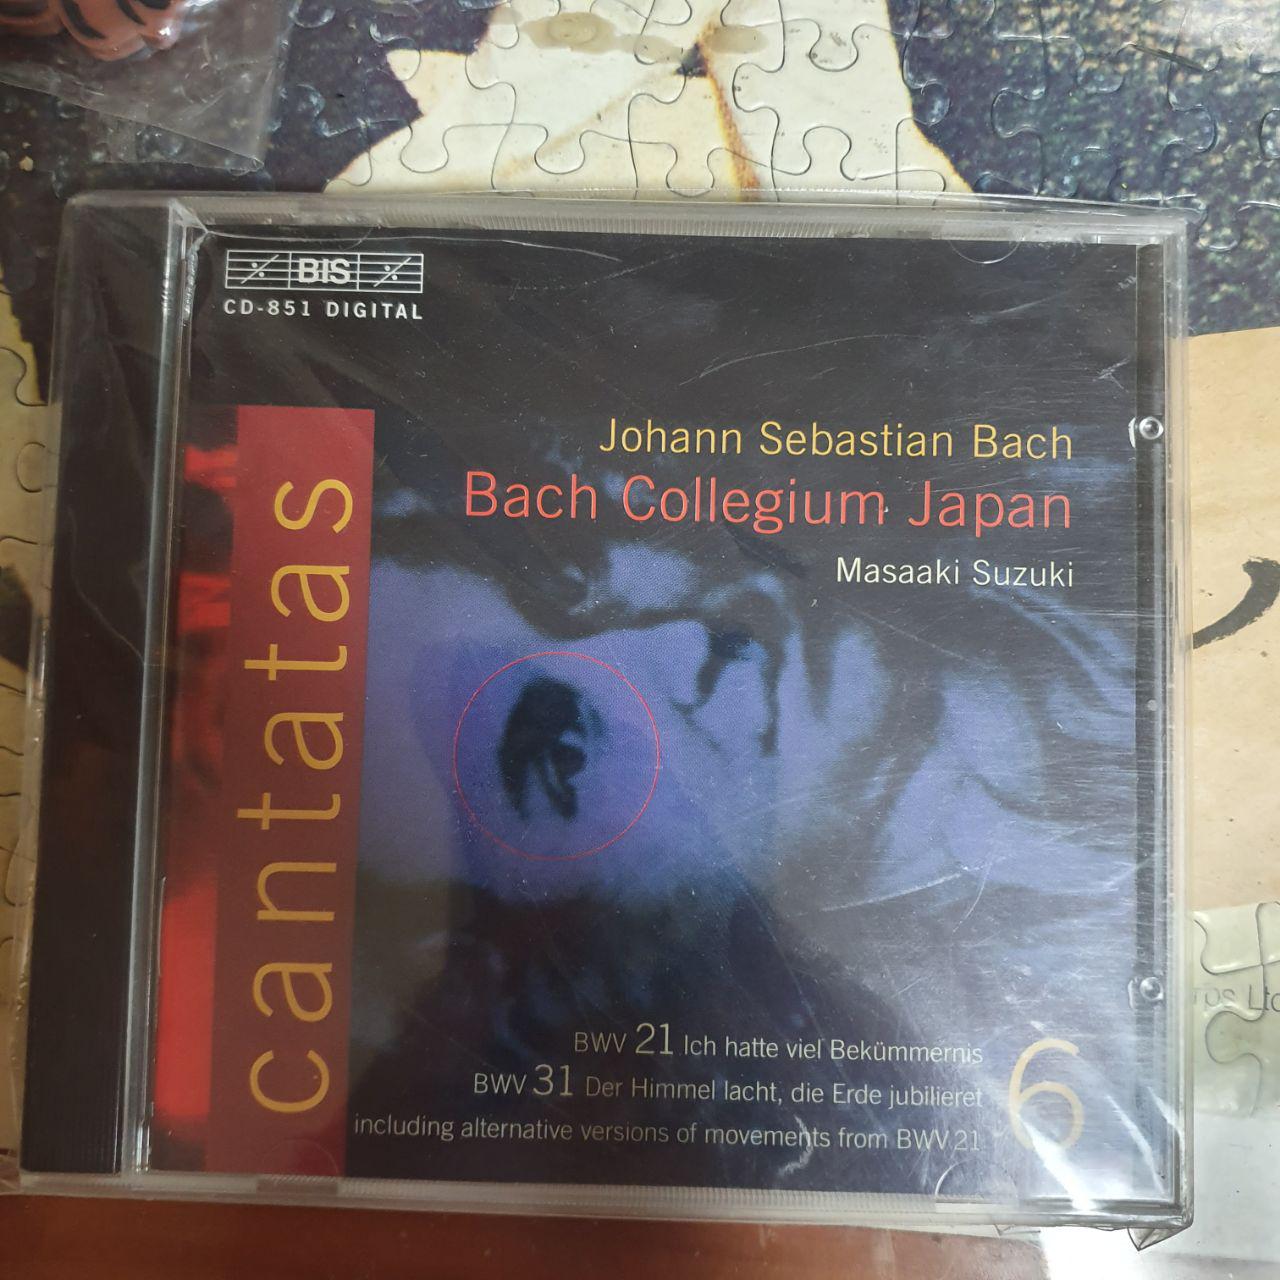 BIS
CD-851 DIGITAL
Johann Sebastian Bach
Bach Collegium Japan
Masaaki Suzuki
cantatas
BWV 21 Ich hatte viel Bekümmernis
BWV 31 Der Himmel lacht, die Erde jubilieret
including alternative versions of movements from BWV 21
6
Ltd